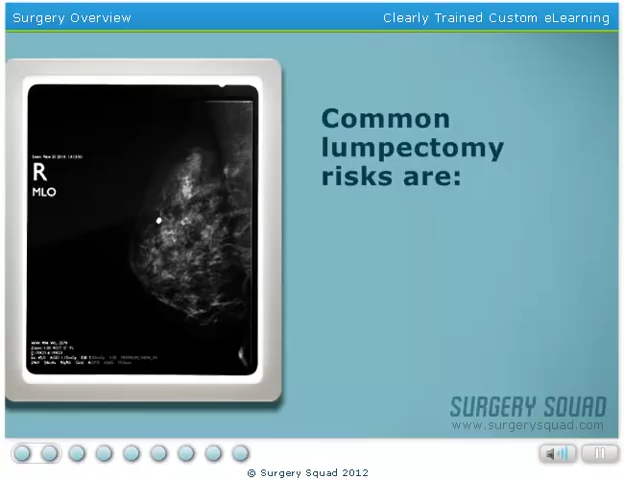 Surgery Overview
Clearly Trained Custom eLearning
Common
lumpectomy
risks are:
R
MLO
SURGERY SQUAD
www.surgerysquad.com
© Surgery Squad 2012